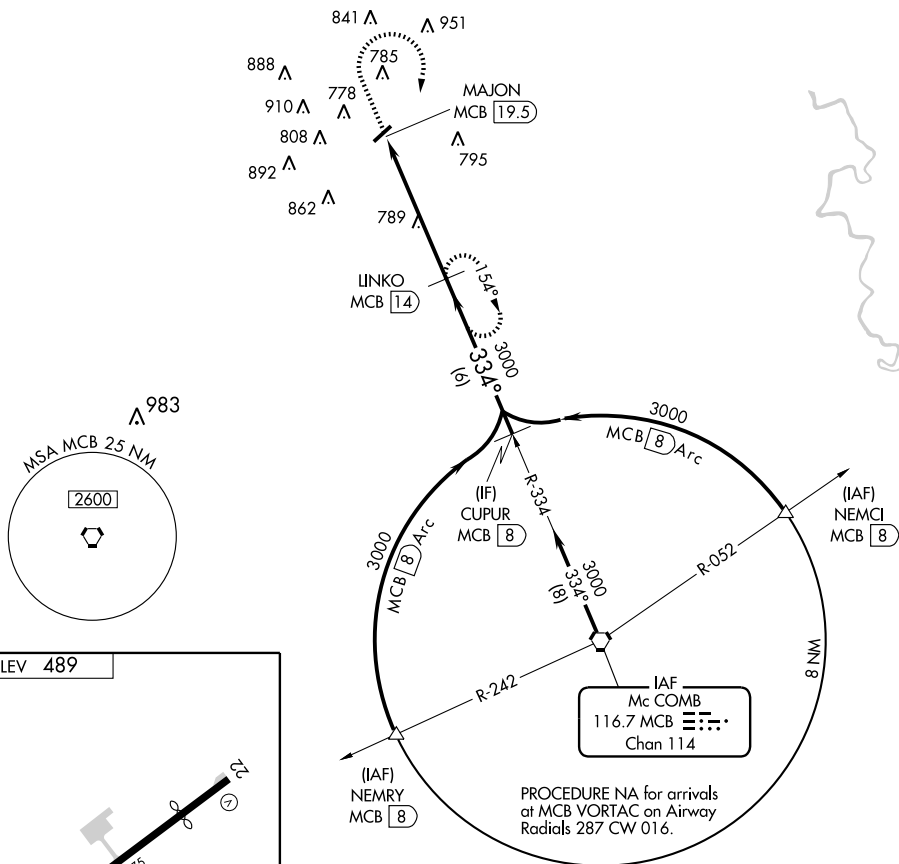 841
951
888
785
910
778
MAJON
MCB 19.5
808
892
795
862
789
LINKO
MCB 14
154°
3000
334°
(6)
983
MSA MCB 25 NM
2600
3000
MCB 8 Arc
3000
MCB 8 Arc
(IF)
CUPUR
MCB 8
R-334
(IAF)
NEMCI
MCB 8
R-052
3000
334°
(8)
8 NM
R-242
LEV 489
IAF
Mc COMB
116.7 MCB
Chan 114
(IAF)
NEMRY
MCB 8
PROCEDURE NA for arrivals
at MCB VORTAC on Airway
Radials 287 CW 016.
22
V